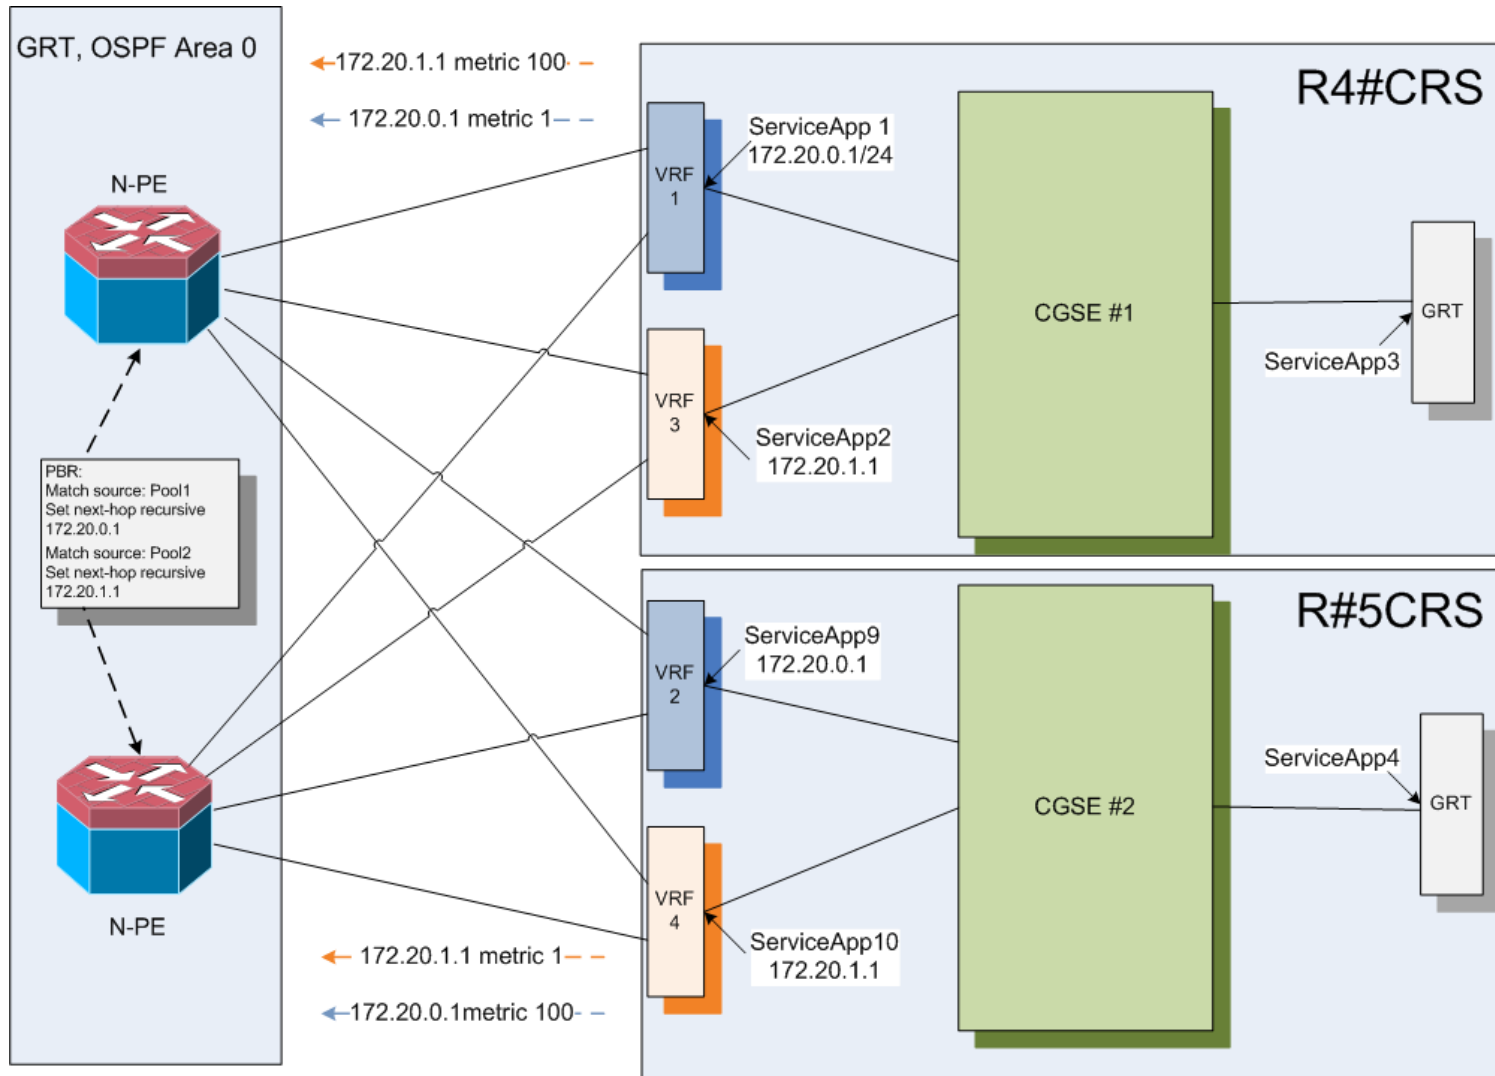 GRT, OSPF Area 0
172.20.1.1 metric 100
172.20.0.1 metric 1
R4#CRS
N-PE
VRF
1
ServiceApp 1
172.20.0.1/24
CGSE #1
GRT
ServiceApp3
VRF
3
ServiceApp2
172.20.1.1
PBR:
Match source: Pool1
Set next-hop recursive
172.20.0.1
Match source: Pool2
Set next-hop recursive
172.20.1.1
R#5CRS
VRF
2
ServiceApp9
172.20.0.1
CGSE #2
ServiceApp4
GRT
VRF
4
ServiceApp10
172.20.1.1
N-PE
172.20.1.1 metric 1
172.20.0.1metric 100